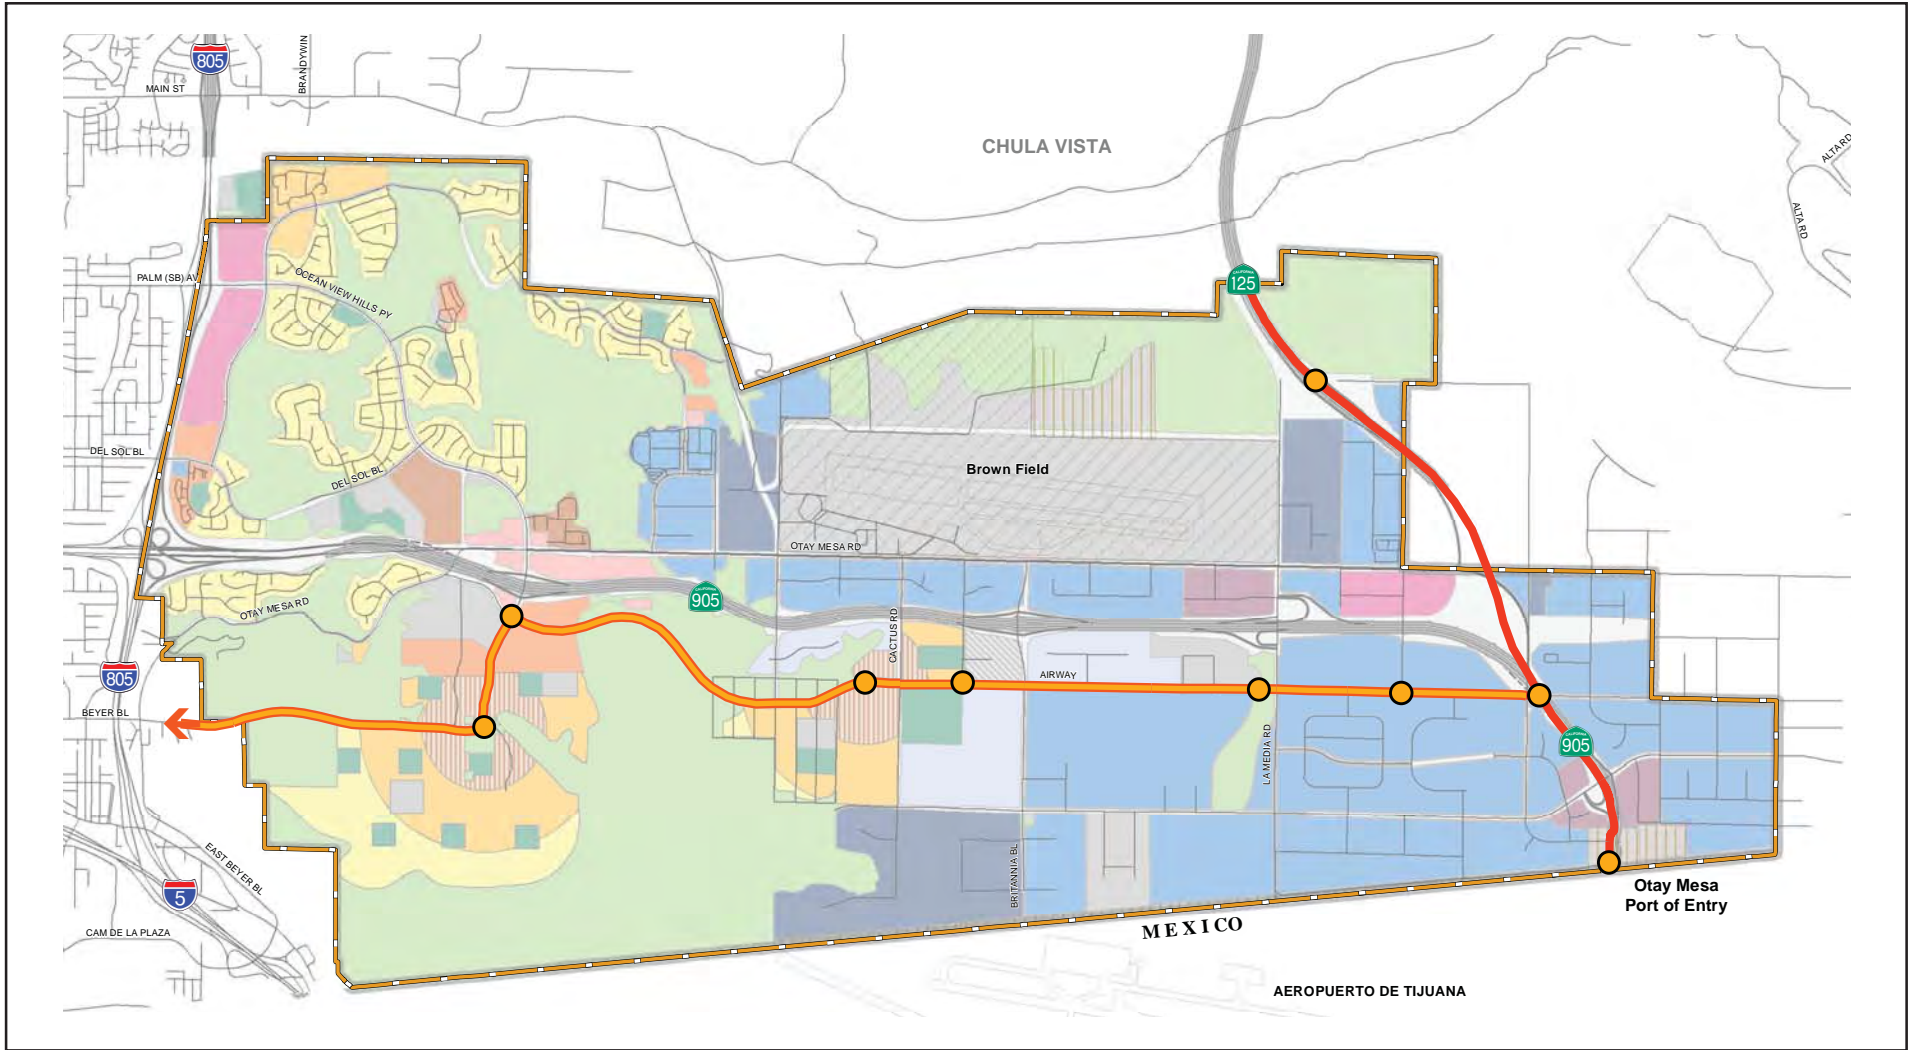 805
MAIN ST
BRANDYWIN
CHULA VISTA
ALTA RD
ALTA RD
PALM (SB) AV
OCEAN VIEW HILLS PY
CALIFORNIA
125
DEL SOL BL
DEL SOL BL
Brown Field
OTAY MESA RD
OTAY MESA RD
CALIFORNIA
905
CACTUS RD
805
BEYER BL
AIRWAY
LA MEDIA RD
CALIFORNIA
905
EAST BEYER BL
BRITANNIA BL
5
Otay Mesa
Port of Entry
CAM DE LA PLAZA
MEXICO
AEROPUERTO DE TIJUANA